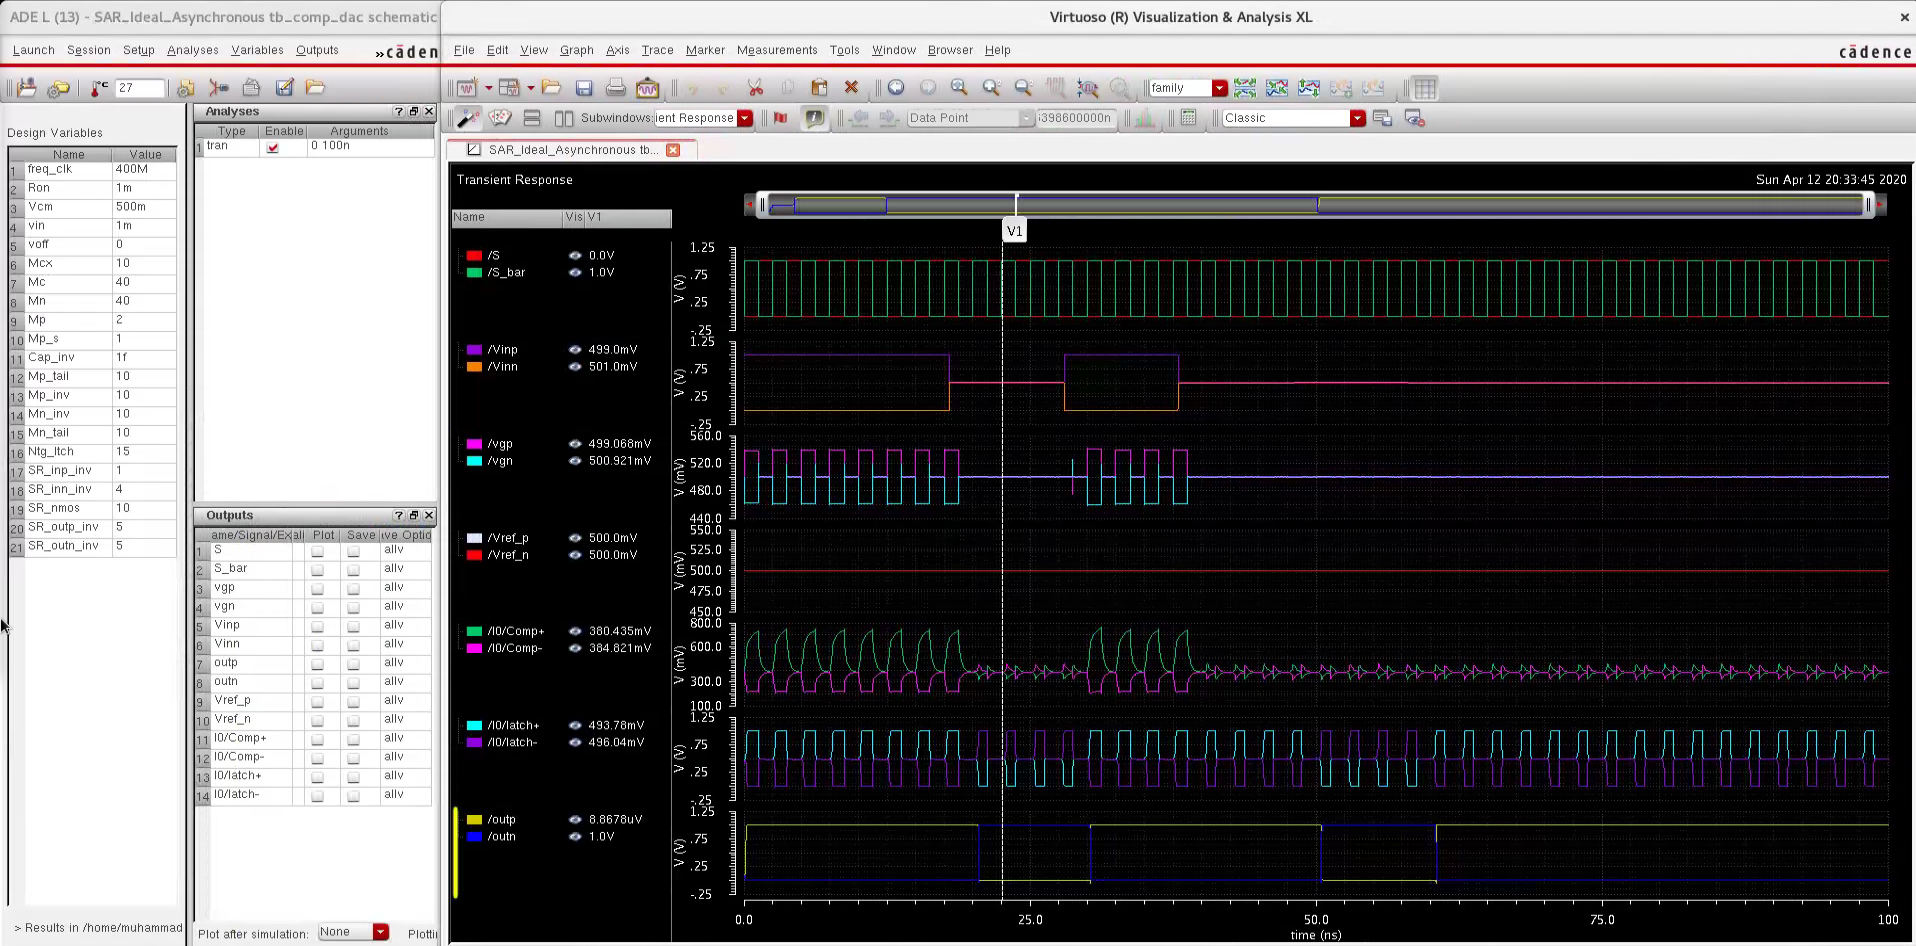 ADE L (13) - SAR_Ideal_Asynchronous tb_comp_dac schematic
Launch Session Setup Analyses Variables Outputs » cādence
27
Design Variables
Name Value
1 freq_clk 400M
2 Ron 1m
3 Vcm 500m
4 vin 1m
5 voff 0
6 Mcx 10
7 Mc 40
8 Mn 40
9 Mp 2
10 Mp_s 1
11 Cap_inv 1f
12 Mp_tail 10
13 Mp_inv 10
14 Mn_inv 10
15 Mn_tail 10
16 Ntg_ltch 15
17 SR_inp_inv 1
18 SR_inn_inv 4
19 SR_nmos 10
20 SR_outp_inv 5
21 SR_outn_inv 5
> Results in /home/muhammad
Analyses
Type Enable Arguments
1 tran 0 100n
Outputs
ame/Signal/Ex Plot Save
1 S allv
2 S_bar allv
3 vgp allv
4 vgn allv
5 Vinp allv
6 Vinn allv
7 outp allv
8 outn allv
9 Vref_p allv
10 Vref_n allv
11 I0/Comp+ allv
12 I0/Comp- allv
13 I0/latch+ allv
14 I0/latch- allv
Plot after simulation: None Plotti
Virtuoso (R) Visualization & Analysis XL
File Edit View Graph Axis Trace Marker Measurements Tools Window Browser Help cādence
family
Subwindows: ient Response Data Point 398600000n Classic
SAR_Ideal_Asynchronous tb...
Transient Response Sun Apr 12 20:33:45 2020
Name Vis V1
V1
/S 0.0V
/S_bar 1.0V
/Vinp 499.0mV
/Vinn 501.0mV
/vgp 499.068mV
/vgn 500.921mV
/Vref_p 500.0mV
/Vref_n 500.0mV
/I0/Comp+ 380.435mV
/I0/Comp- 384.821mV
/I0/latch+ 493.78mV
/I0/latch- 496.04mV
/outp 8.8678uV
/outn 1.0V
V (V) 1.25 .75 .25 -.25
V (V) 1.25 .75 .25 -.25
V (mV) 560.0 520.0 480.0 440.0
V (mV) 550.0 525.0 500.0 475.0 450.0
V (mV) 800.0 600.0 300.0 100.0
V (V) 1.25 .75 .25 -.25
V (V) 1.25 .75 .25 -.25
0.0 25.0 50.0 75.0 100
time (ns)